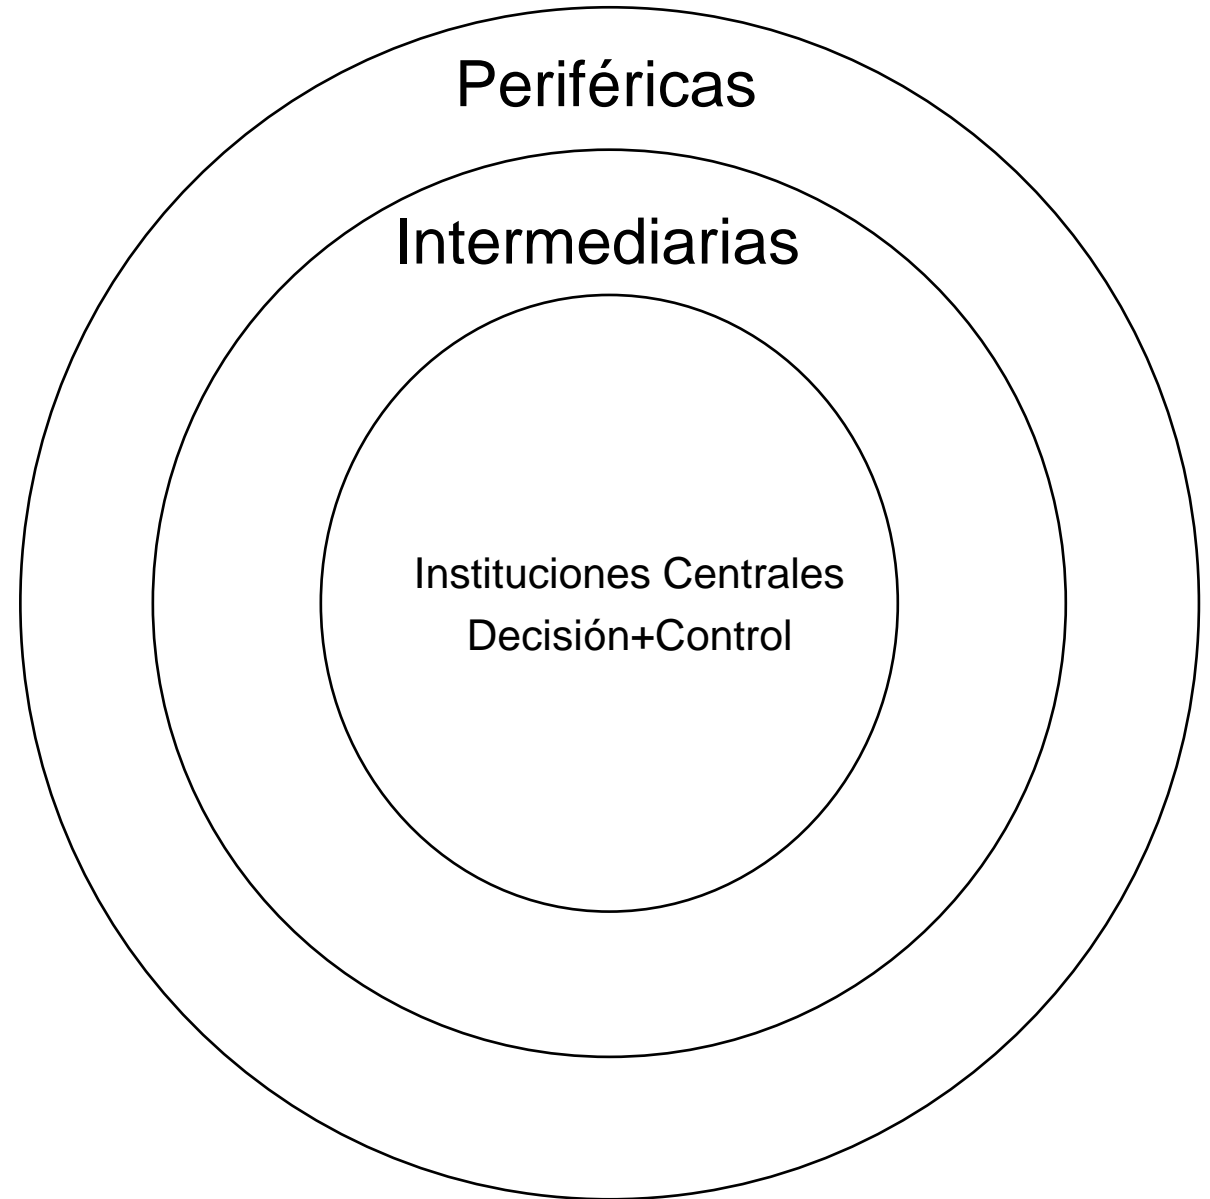 Periféricas
Intermediarias
Instituciones Centrales
Decisión+Control